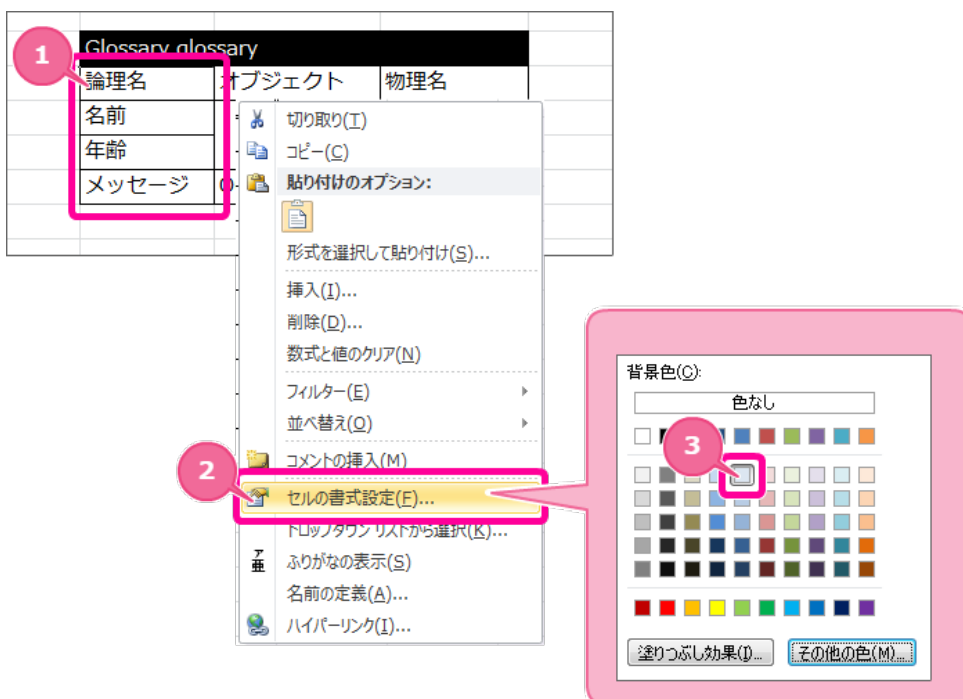 1
Glossary glossary
論理名 オブジェクト 物理名
名前
年齢
メッセージ
切り取り(T)
コピー(C)
貼り付けのオプション:
形式を選択して貼り付け(S)...
挿入(I)...
削除(D)...
数式と値のクリア(N)
フィルター(E)
並べ替え(O)
コメントの挿入(M)
2
セルの書式設定(F)...
ドロップダウン リストから選択(K)...
ア亜
ふりがなの表示(S)
名前の定義(A)...
ハイパーリンク(I)...
背景色(C):
色なし
3
塗りつぶし効果(I)...
その他の色(M)...